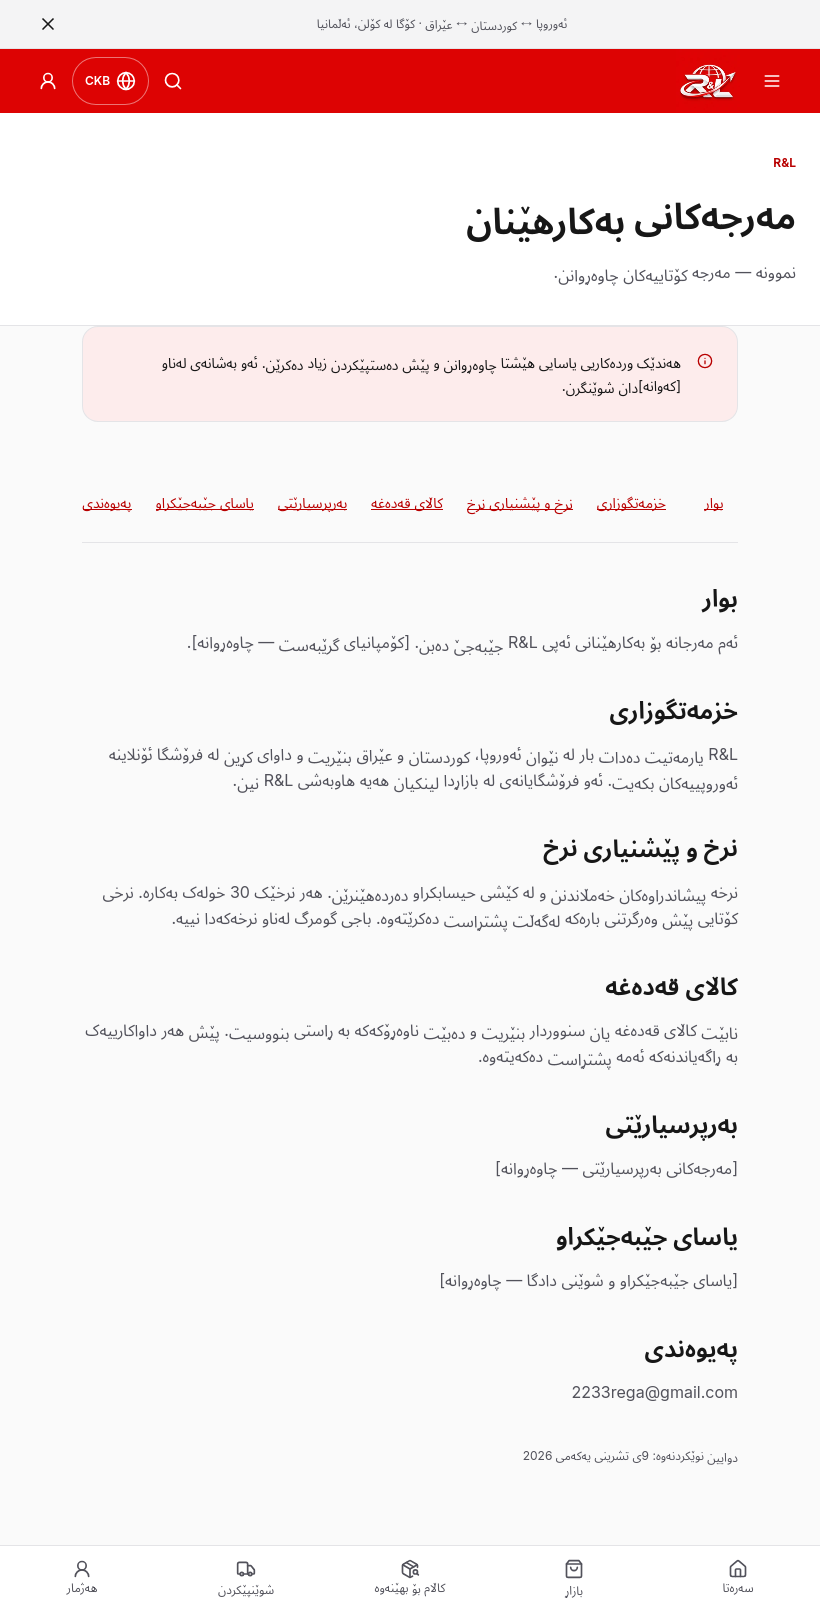 ئەوروپا ↔ کوردستان ↔ عێراق · کۆگا لە کۆلن، ئەڵمانیا
CKB
R&L
R&L
مەرجەکانی بەکارهێنان
نموونە — مەرجە کۆتاییەکان چاوەڕوانن.
هەندێک وردەکاریی یاسایی هێشتا چاوەڕوانن و پێش دەستپێکردن زیاد دەکرێن. ئەو بەشانەی لەناو
[کەوانە]دان شوێنگرن.
بوار
خزمەتگوزاری
نرخ و پێشنیاری نرخ
کاڵای قەدەغە
بەرپرسیارێتی
یاسای جێبەجێکراو
پەیوەندی
بوار
ئەم مەرجانە بۆ بەکارهێنانی ئەپی R&L جێبەجێ دەبن. [کۆمپانیای گرێبەست — چاوەڕوانە].
خزمەتگوزاری
R&L یارمەتیت دەدات بار لە نێوان ئەوروپا، کوردستان و عێراق بنێریت و داوای کڕین لە فرۆشگا ئۆنلاینە
ئەوروپییەکان بکەیت. ئەو فرۆشگایانەی لە بازاڕدا لینکیان هەیە هاوبەشی R&L نین.
نرخ و پێشنیاری نرخ
نرخە پیشاندراوەکان خەمڵاندنن و لە کێشی حیسابکراو دەردەهێنرێن. هەر نرخێک 30 خولەک بەکارە. نرخی
کۆتایی پێش وەرگرتنی بارەکە لەگەڵت پشتڕاست دەکرێتەوە. باجی گومرگ لەناو نرخەکەدا نییە.
کاڵای قەدەغە
نابێت کاڵای قەدەغە یان سنووردار بنێریت و دەبێت ناوەڕۆکەکە بە ڕاستی بنووسیت. پێش هەر داواکارییەک
بە ڕاگەیاندنەکە ئەمە پشتڕاست دەکەیتەوە.
بەرپرسیارێتی
[مەرجەکانی بەرپرسیارێتی — چاوەڕوانە]
یاسای جێبەجێکراو
[یاسای جێبەجێکراو و شوێنی دادگا — چاوەڕوانە]
پەیوەندی
2233rega@gmail.com
دوایین نوێکردنەوە: 9ی تشرینی یەکەمی 2026
سەرەتا
بازاڕ
کاڵام بۆ بهێنەوە
شوێنپێکردن
هەژمار